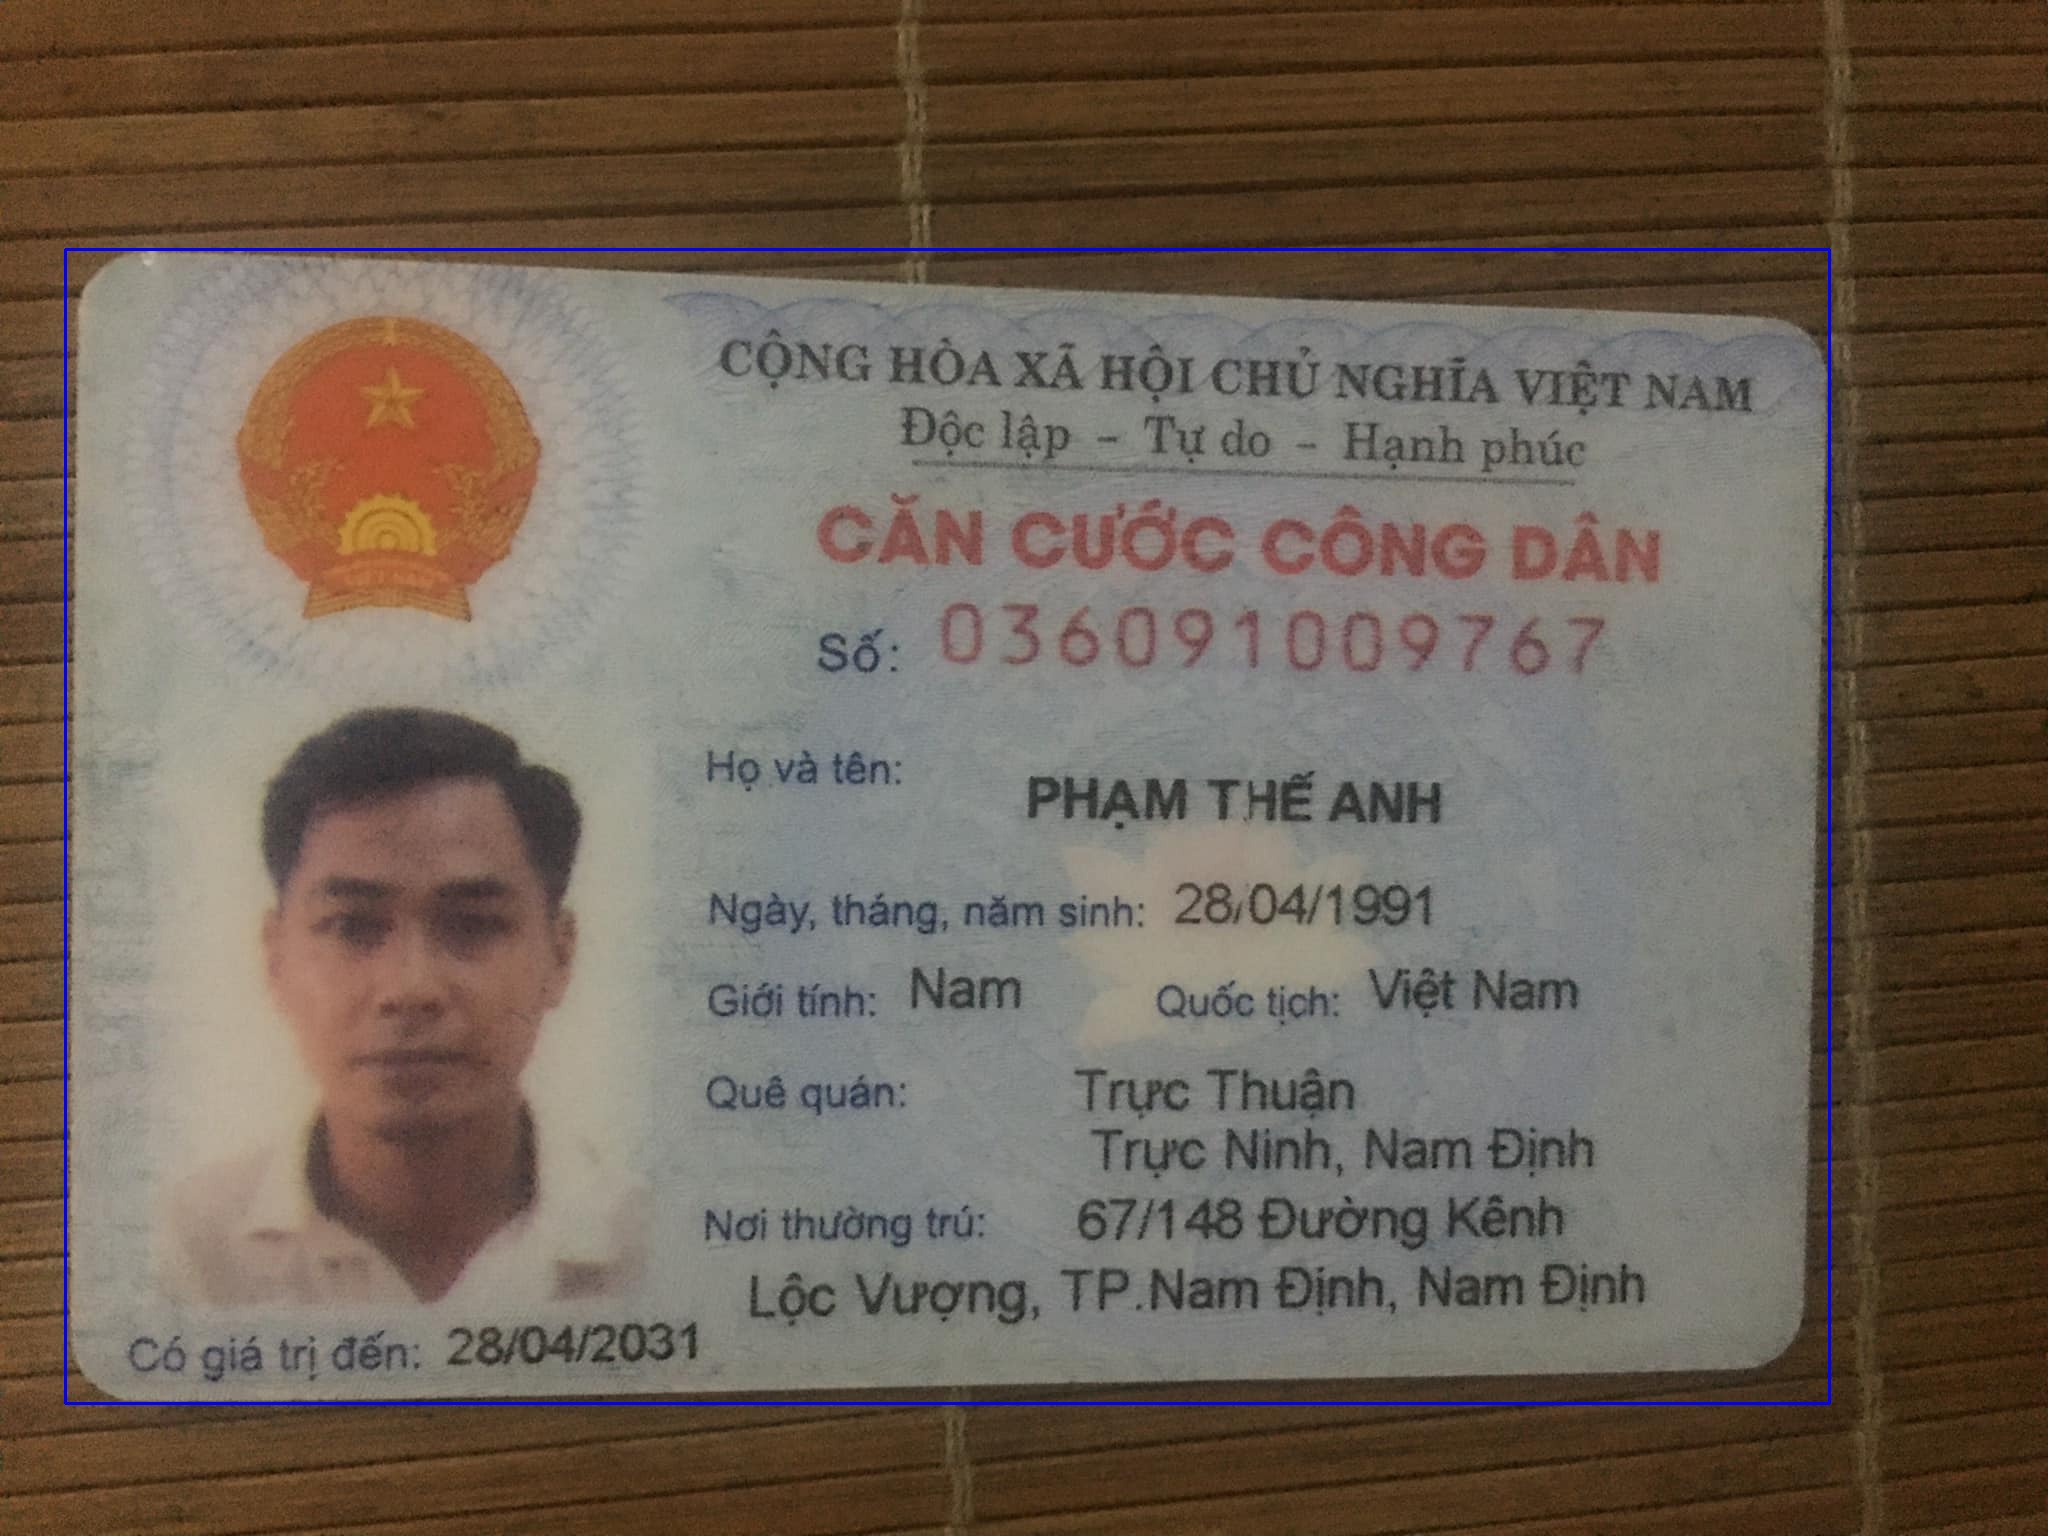 CỘNG HÒA XÃ HỘI CHỦ NGHĨA VIỆT NAM
Độc lập - Tự do - Hạnh phúc
CĂN CƯỚC CÔNG DÂN
Số: 036091009767
Họ và tên: PHẠM THẾ ANH
Ngày, tháng, năm sinh: 28/04/1991
Giới tính: Nam Quốc tịch: Việt Nam
Quê quán: Trực Thuận
Trực Ninh, Nam Định
Nơi thường trú: 67/148 Đường Kênh
Lộc Vượng, TP.Nam Định, Nam Định
Có giá trị đến: 28/04/2031